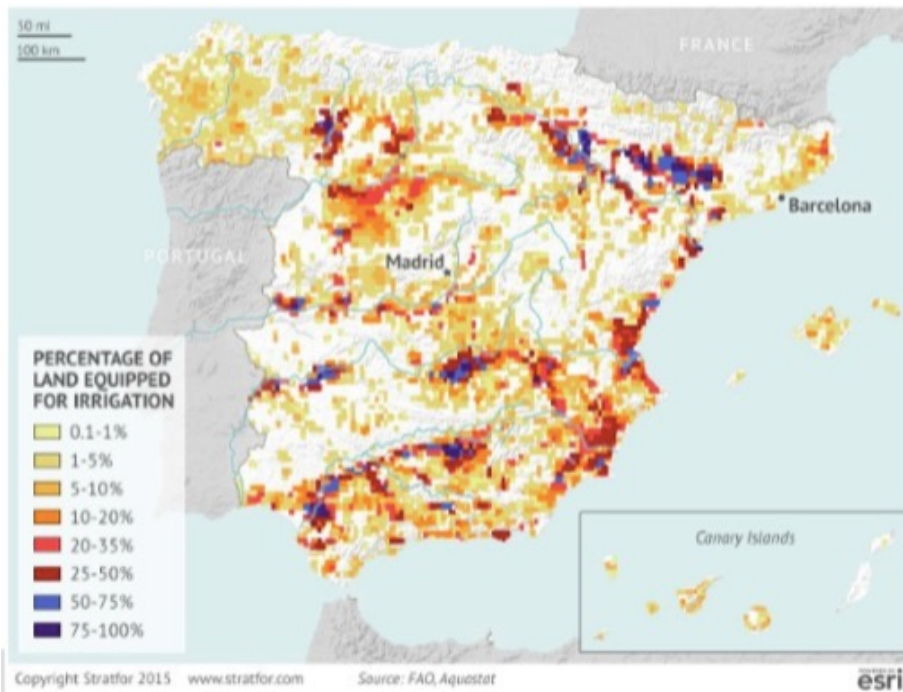 50 mi
100 km
FRANCE
PORTUGAL
Madrid
Barcelona
PERCENTAGE OF
LAND EQUIPPED
FOR IRRIGATION
0.1-1%
1-5%
5-10%
10-20%
20-35%
25-50%
50-75%
75-100%
Canary Islands
Copyright Stratfor 2015 www.stratfor.com Source: FAO, Aquastat
esri